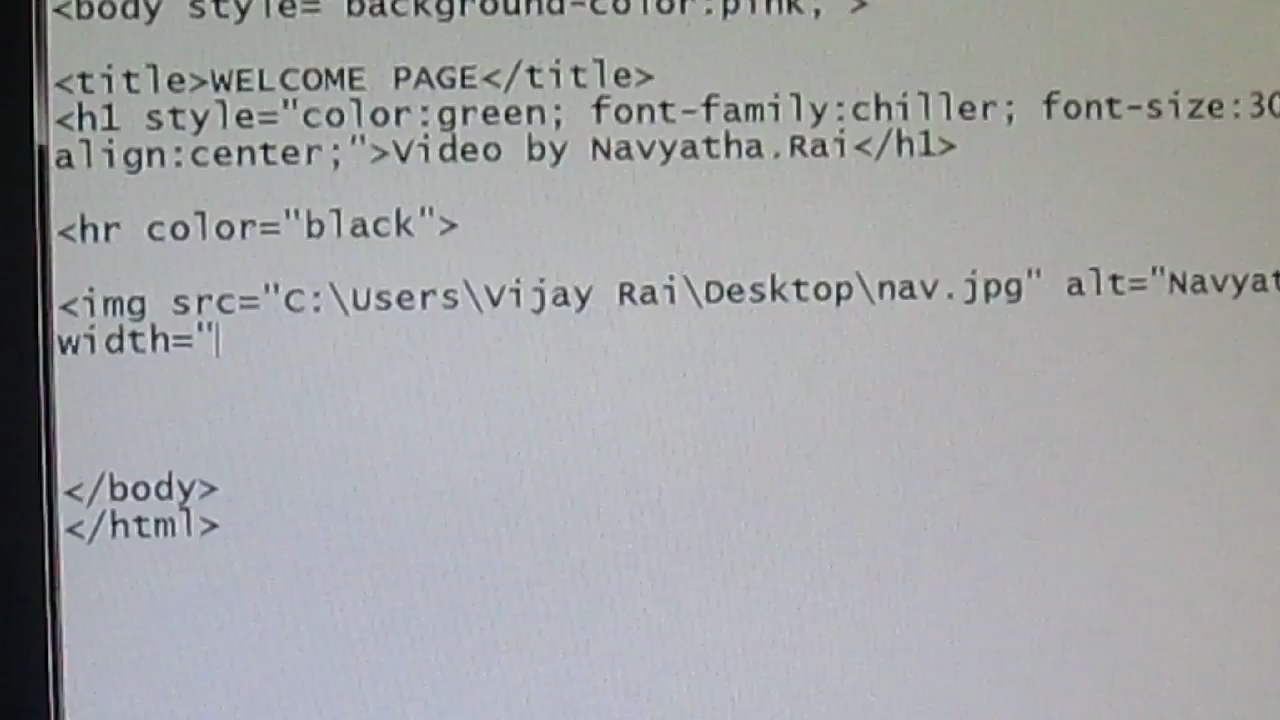 <body style="background-color:pink;">
<title>WELCOME PAGE</title>
<h1 style="color:green; font-family:chiller; font-size:30
align:center;">Video by Navyatha.Rai</h1>
<hr color="black">
<img src="C:\Users\Vijay Rai\Desktop\nav.jpg" alt="Navyat
width="
</body>
</html>